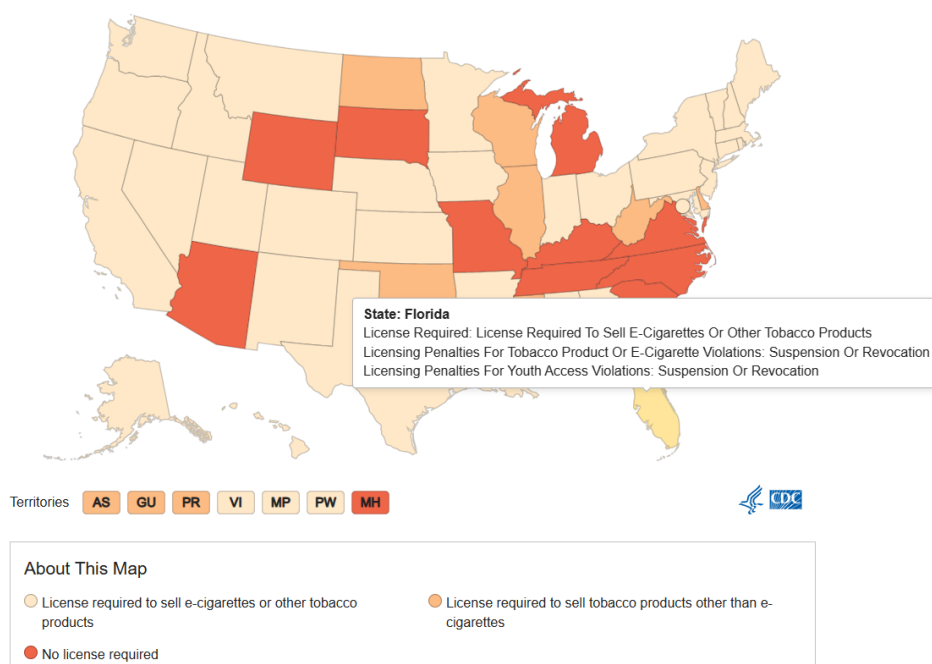 State: Florida
License Required: License Required To Sell E-Cigarettes Or Other Tobacco Products
Licensing Penalties For Tobacco Product Or E-Cigarette Violations: Suspension Or Revocation
Licensing Penalties For Youth Access Violations: Suspension Or Revocation
Territories AS GU PR VI MP PW MH
CDC
About This Map
License required to sell e-cigarettes or other tobacco
products
License required to sell tobacco products other than e-
cigarettes
No license required